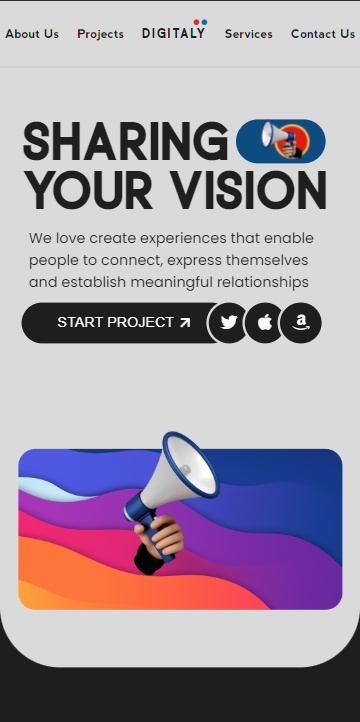 About Us Projects DIGITALY Services Contact Us
SHARING
YOUR VISION
We love create experiences that enable
people to connect, express themselves
and establish meaningful relationships
START PROJECT